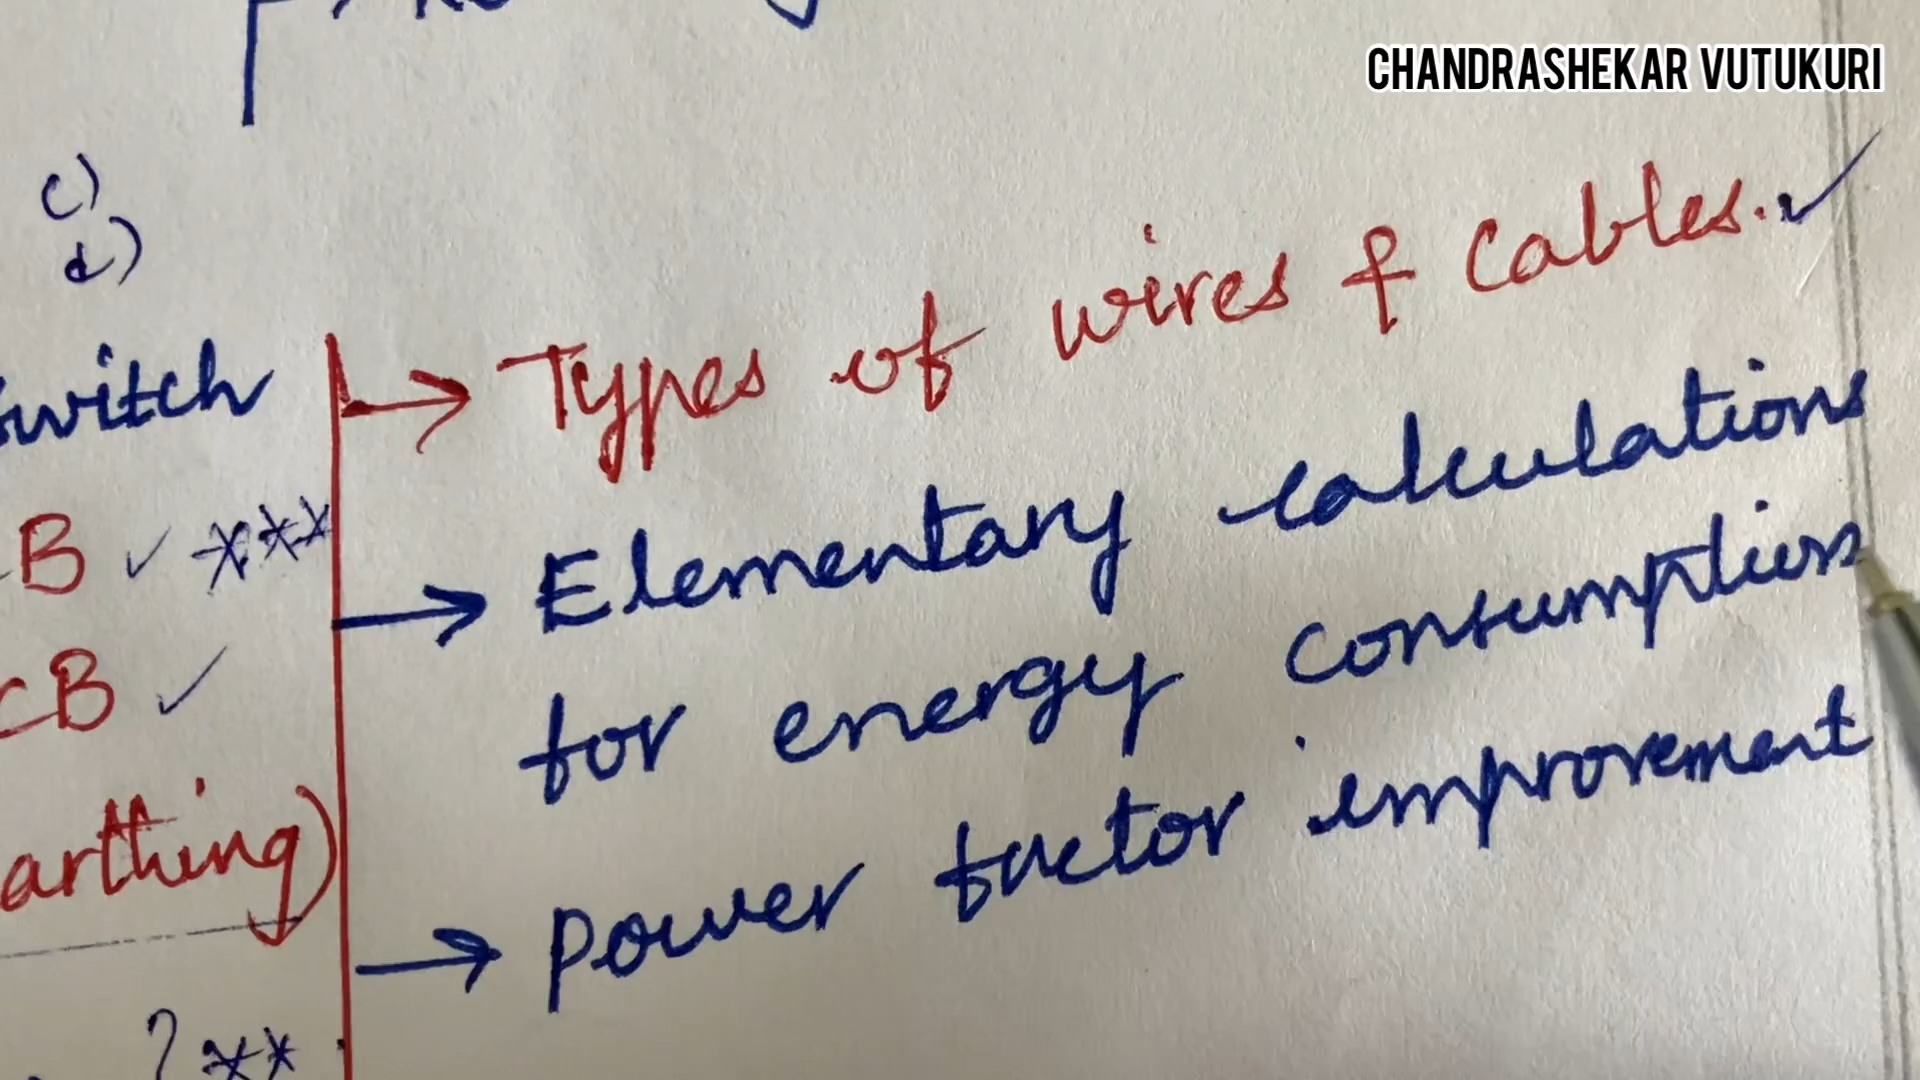 CHANDRASHEKAR VUTUKURI
c)
d)
Switch
B ✓ ***
CB ✓
arthing)
? **
→ Types of wires & Cables. ✓
→ Elementary calculations
for energy consumption
→ power factor improvement